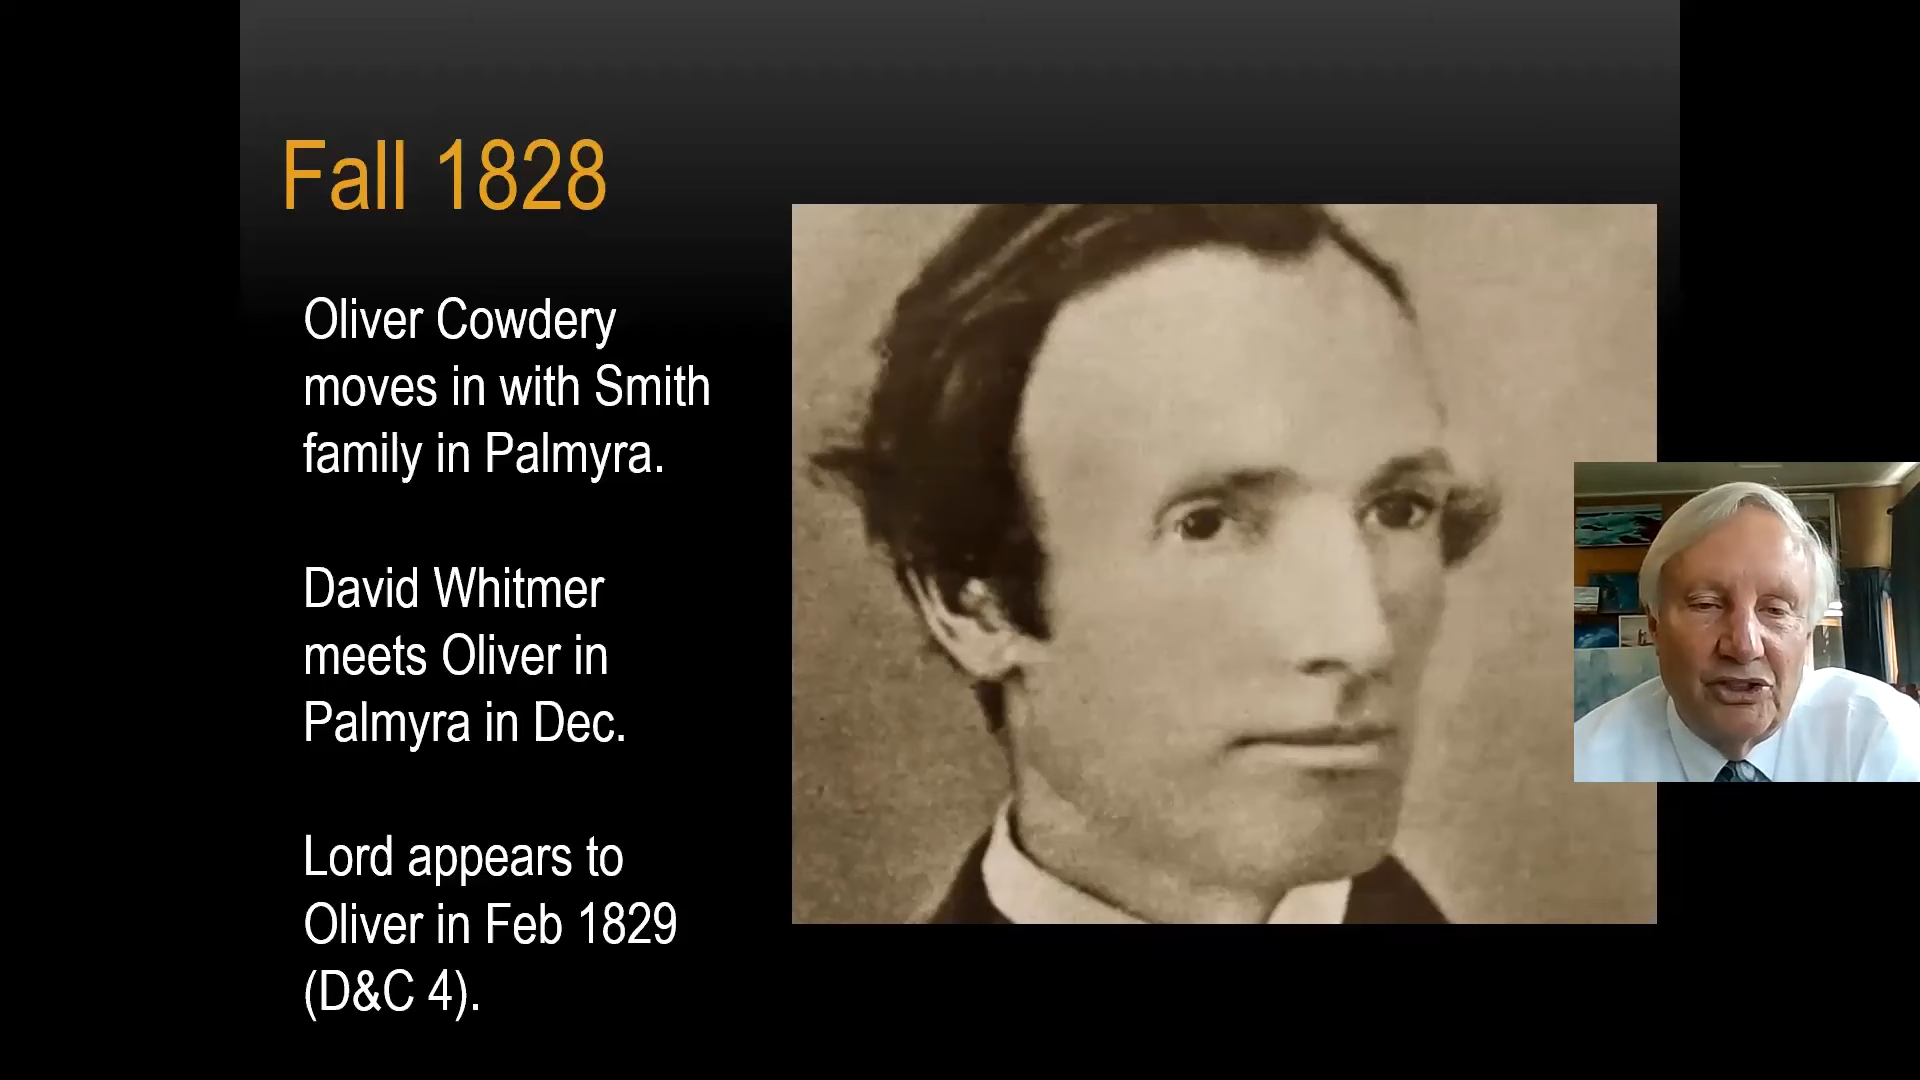 Fall 1828
Oliver Cowdery
moves in with Smith
family in Palmyra.
David Whitmer
meets Oliver in
Palmyra in Dec.
Lord appears to
Oliver in Feb 1829
(D&C 4).